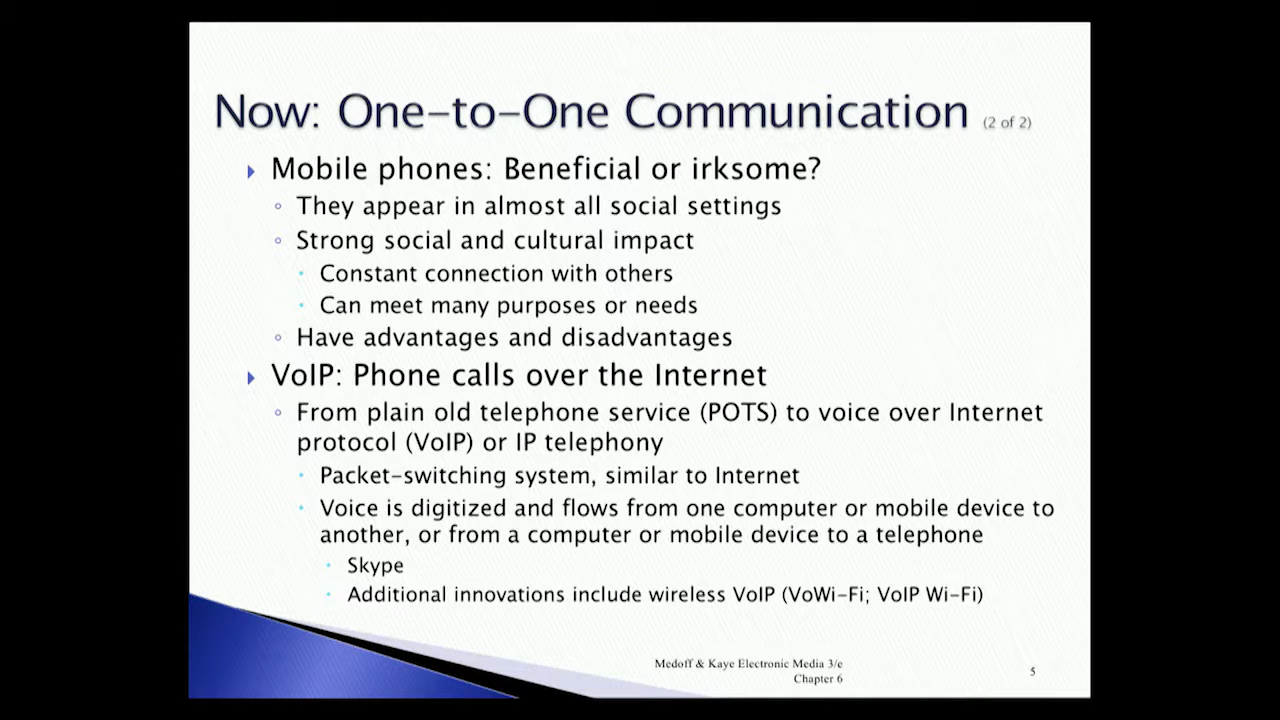 Now: One-to-One Communication (2 of 2)
Mobile phones: Beneficial or irksome?
They appear in almost all social settings
Strong social and cultural impact
Constant connection with others
Can meet many purposes or needs
Have advantages and disadvantages
VoIP: Phone calls over the Internet
From plain old telephone service (POTS) to voice over Internet
protocol (VoIP) or IP telephony
Packet-switching system, similar to Internet
Voice is digitized and flows from one computer or mobile device to
another, or from a computer or mobile device to a telephone
Skype
Additional innovations include wireless VoIP (VoWi-Fi; VoIP Wi-Fi)
Medoff & Kaye Electronic Media 3/e
Chapter 6
5